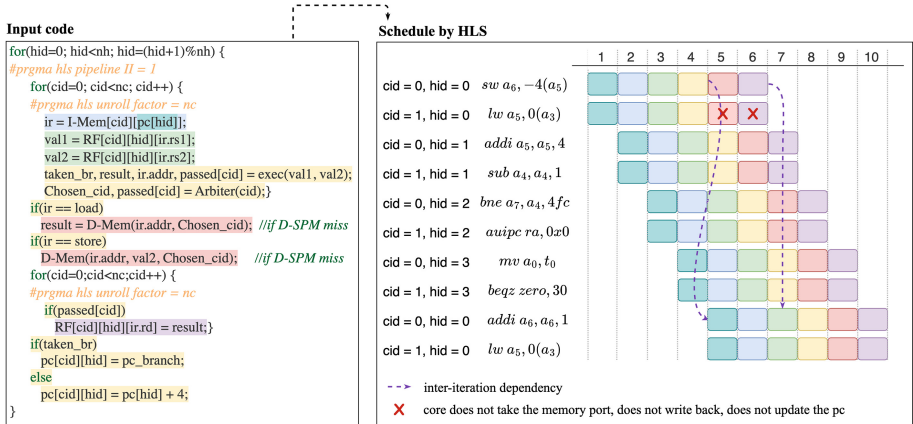 Input code
for(hid=0; hid<nh; hid=(hid+1)%nh) {
#prgma hls pipeline II = 1
for(cid=0; cid<nc; cid++) {
#prgma hls unroll factor = nc
ir = I-Mem[cid][pc[hid]];
val1 = RF[cid][hid][ir.rs1];
val2 = RF[cid][hid][ir.rs2];
taken_br, result, ir.addr, passed[cid] = exec(val1, val2);
Chosen_cid, passed[cid] = Arbiter(cid);}
if(ir == load)
result = D-Mem(ir.addr, Chosen_cid); //if D-SPM miss
if(ir == store)
D-Mem(ir.addr, val2, Chosen_cid); //if D-SPM miss
for(cid=0;cid<nc;cid++) {
#prgma hls unroll factor = nc
if(passed[cid])
RF[cid][hid][ir.rd] = result;}
if(taken_br)
pc[cid][hid] = pc_branch;
else
pc[cid][hid] = pc[hid] + 4;
}
Schedule by HLS
1 2 3 4 5 6 7 8 9 10
cid = 0, hid = 0 sw a6, -4(a5)
cid = 1, hid = 0 lw a5, 0(a3)
cid = 0, hid = 1 addi a5, a5, 4
cid = 1, hid = 1 sub a4, a4, 1
cid = 0, hid = 2 bne a7, a4, 4fc
cid = 1, hid = 2 auipc ra, 0x0
cid = 0, hid = 3 mv a0, t0
cid = 1, hid = 3 beqz zero, 30
cid = 0, hid = 0 addi a6, a6, 1
cid = 1, hid = 0 lw a5, 0(a3)
inter-iteration dependency
core does not take the memory port, does not write back, does not update the pc